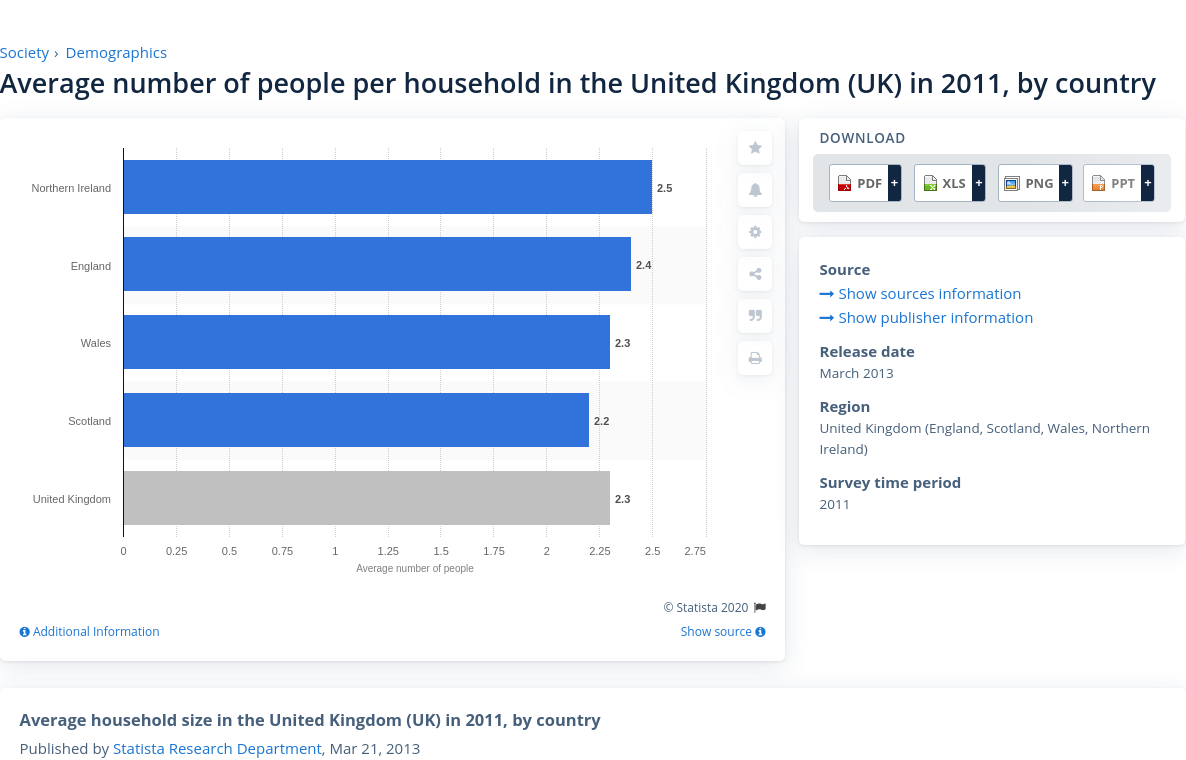 Society › Demographics
Average number of people per household in the United Kingdom (UK) in 2011, by country
Northern Ireland 2.5
England 2.4
Wales 2.3
Scotland 2.2
United Kingdom 2.3
0 0.25 0.5 0.75 1 1.25 1.5 1.75 2 2.25 2.5 2.75
Average number of people
© Statista 2020
Additional Information Show source
DOWNLOAD
PDF + XLS + PNG + PPT +
Source
Show sources information
Show publisher information
Release date
March 2013
Region
United Kingdom (England, Scotland, Wales, Northern
Ireland)
Survey time period
2011
Average household size in the United Kingdom (UK) in 2011, by country
Published by Statista Research Department, Mar 21, 2013